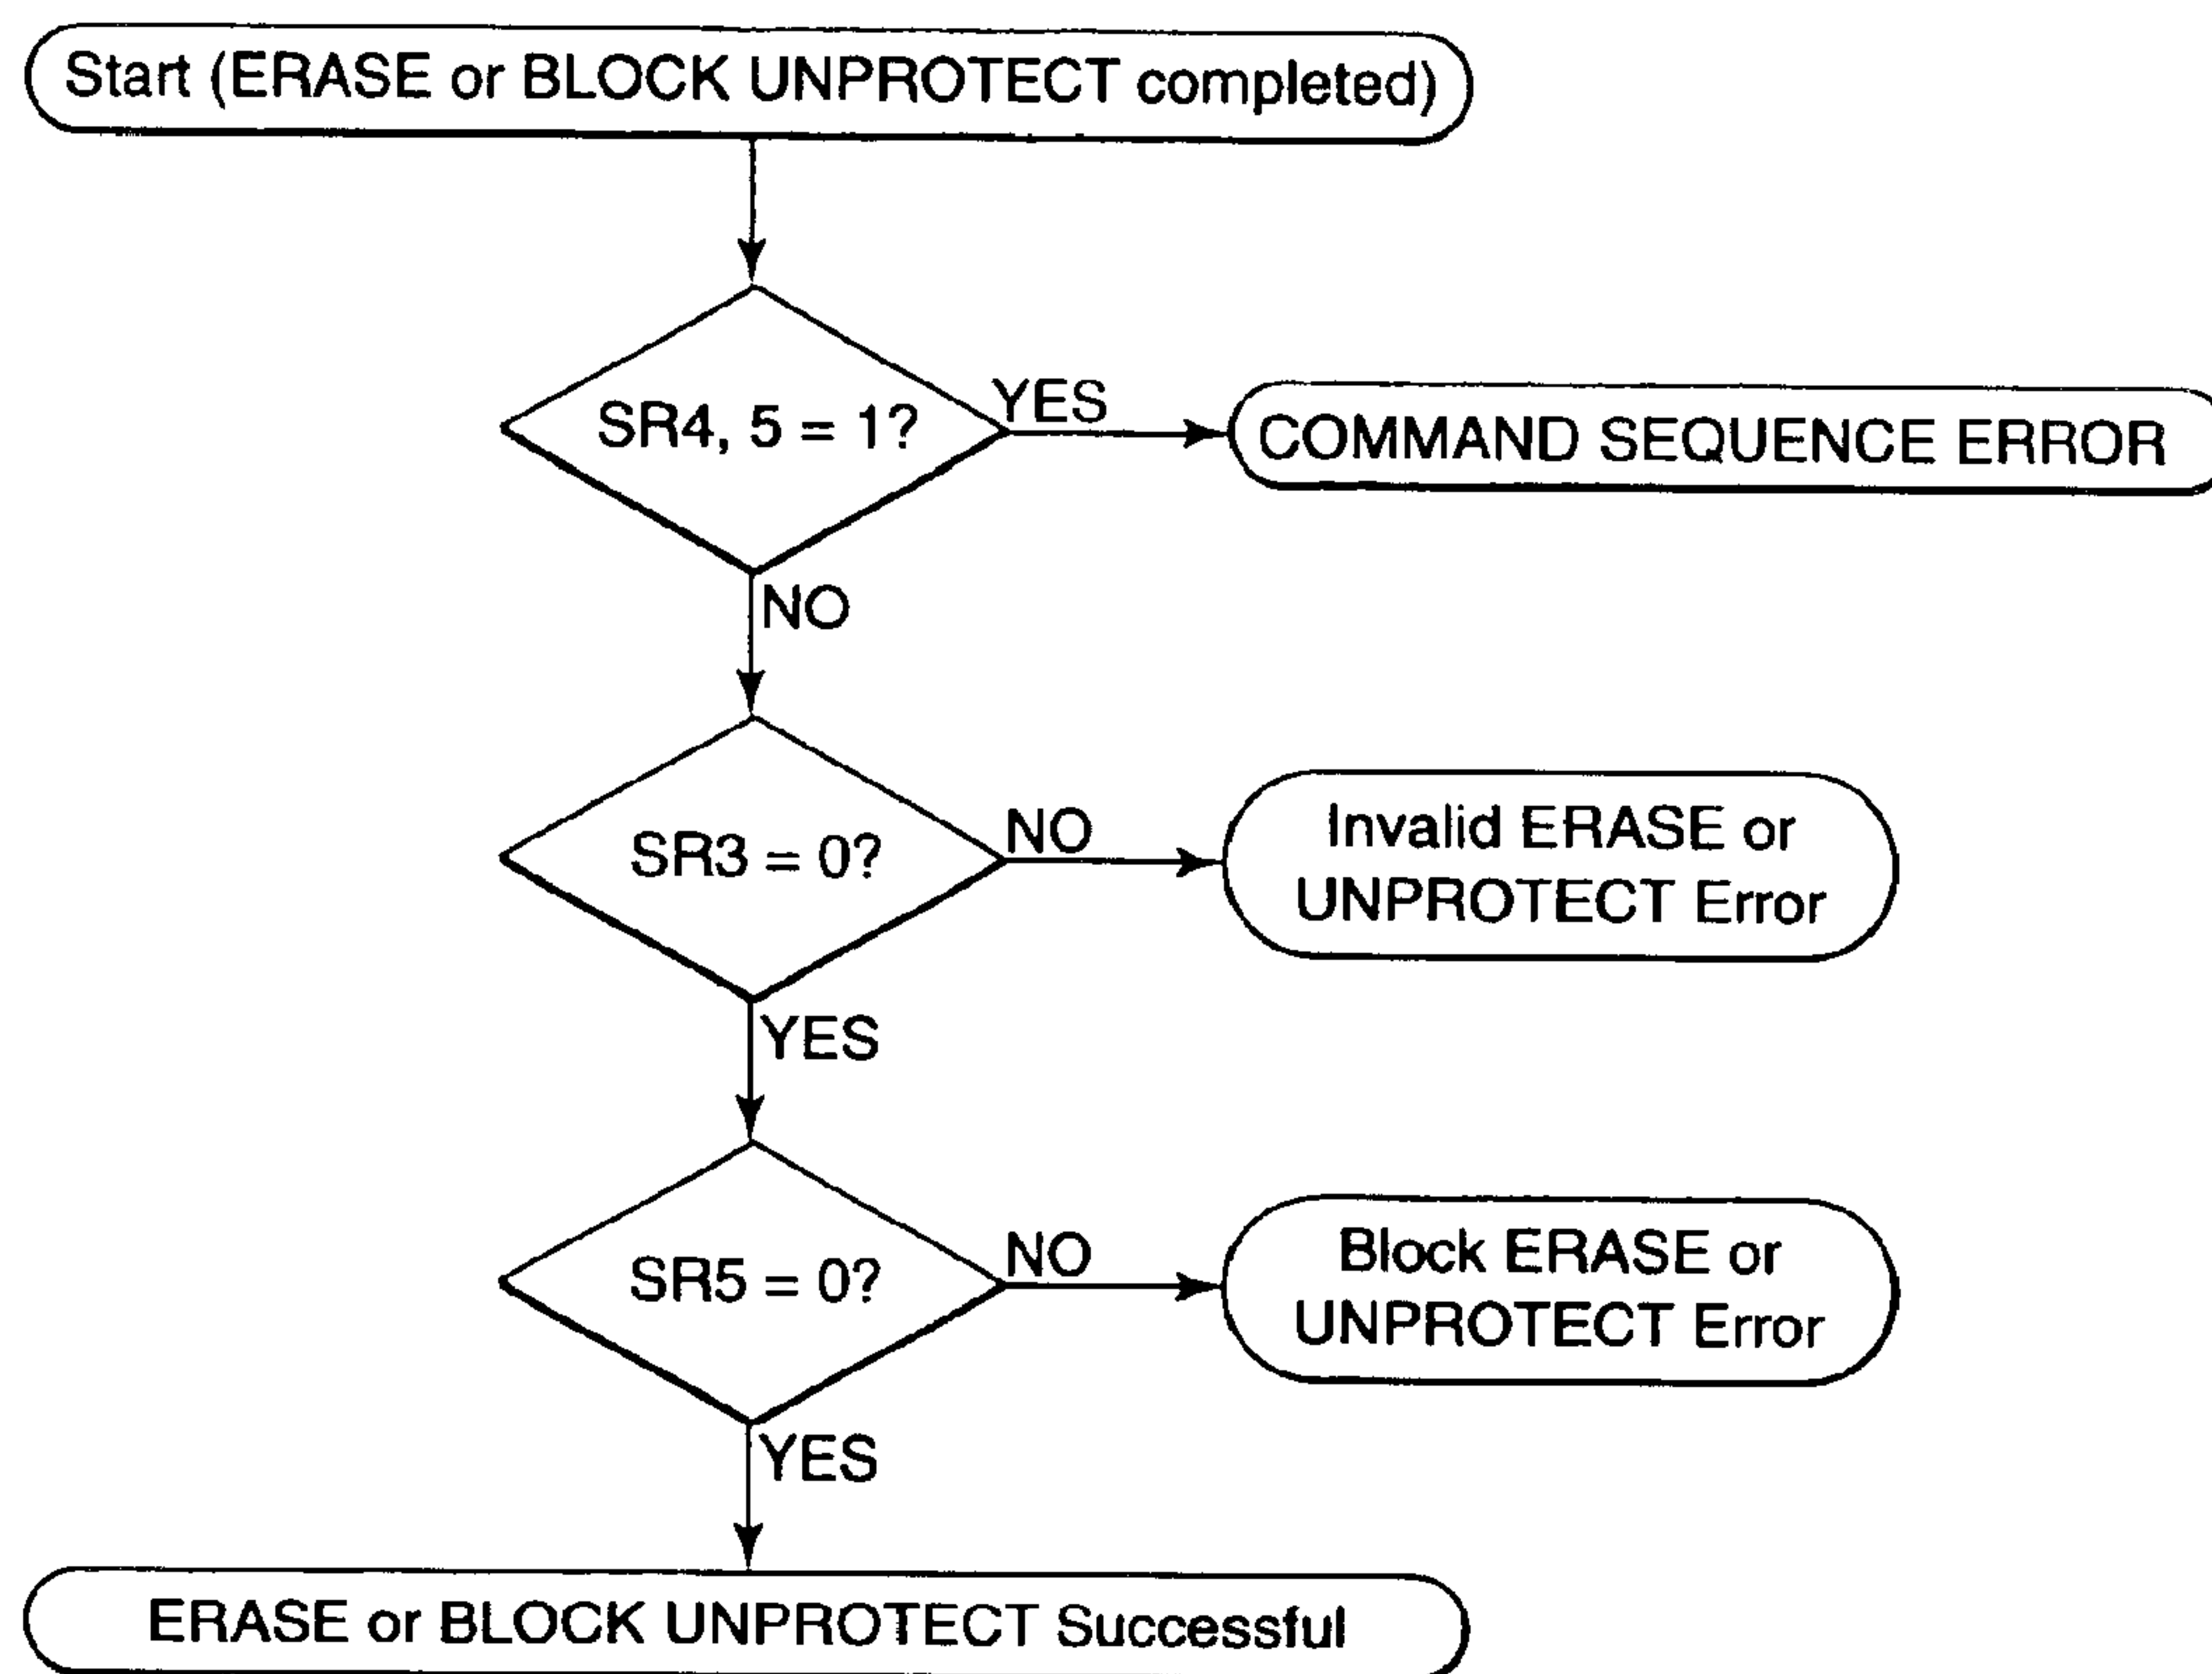 Start (ERASE or BLOCK UNPROTECT completed)
SR4, 5 = 1?
YES
COMMAND SEQUENCE ERROR
NO
SR3 = 0?
NO
Invalid ERASE or
UNPROTECT Error
YES
SR5 = 0?
NO
Block ERASE or
UNPROTECT Error
YES
ERASE or BLOCK UNPROTECT Successful